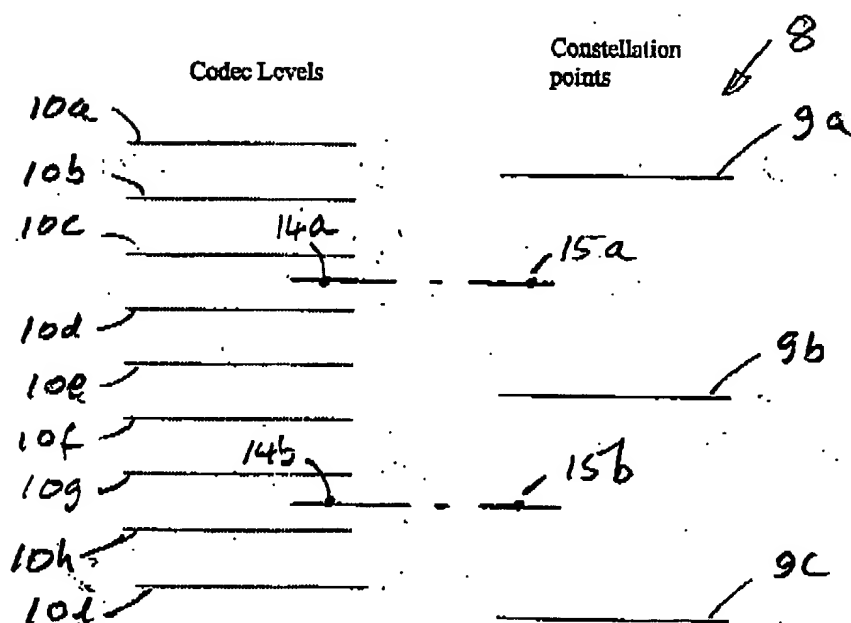 Constellation
points
8
Codec Levels
10a
9a
10b
10c
14a
15a
10d
9b
10e
10f
14b
15b
10g
10h
9c
10i